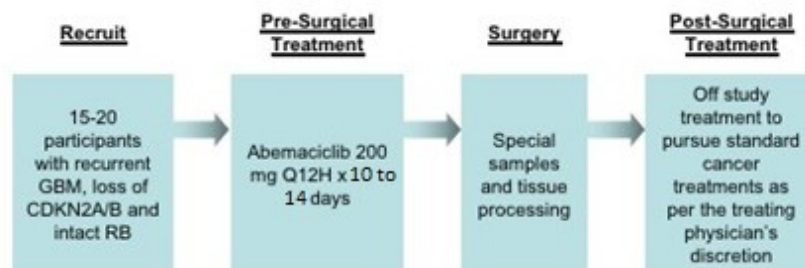 Recruit
15-20
participants
with recurrent
GBM, loss of
CDKN2A/B and
intact RB
Pre-Surgical
Treatment
Abemaciclib 200
mg Q12H x 10 to
14 days
Surgery
Special
samples
and tissue
processing
Post-Surgical
Treatment
Off study
treatment to
pursue standard
cancer
treatments as
per the treating
physician's
discretion